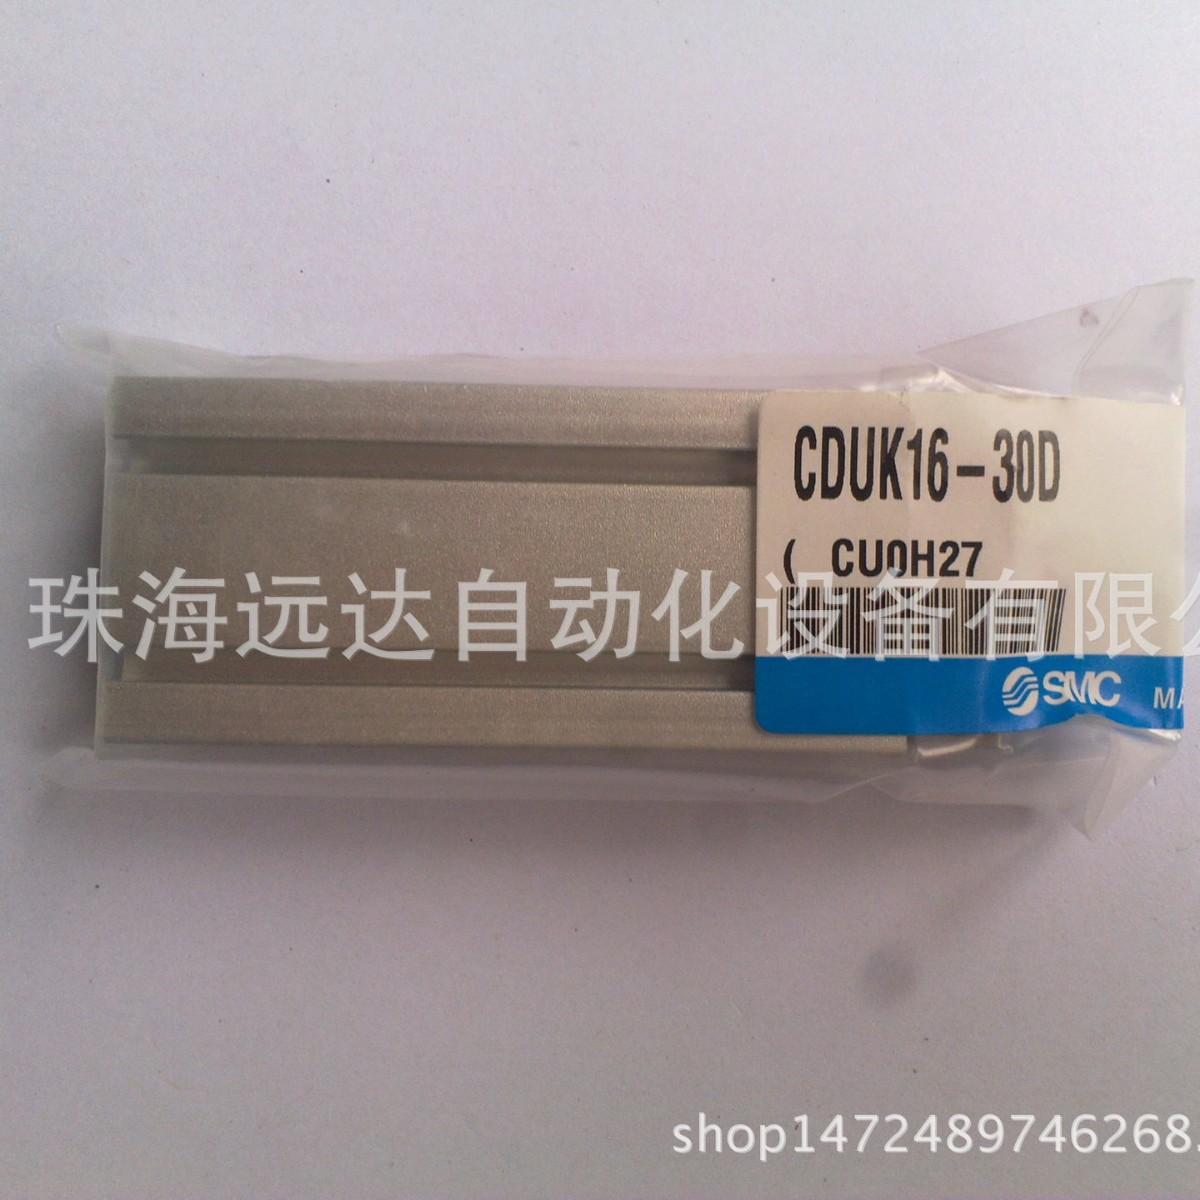 CDUK16-30D
( CU0H27
珠海远达自动化设备有限公
SMC MA
shop1472489746268